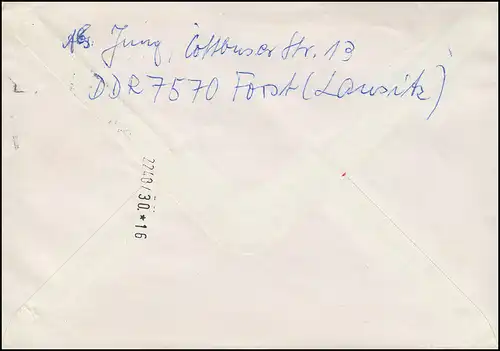 Abs. Jung, Cottbuser Str. 13
DDR 7570 Forst (Lausitz)
2240/30.*16